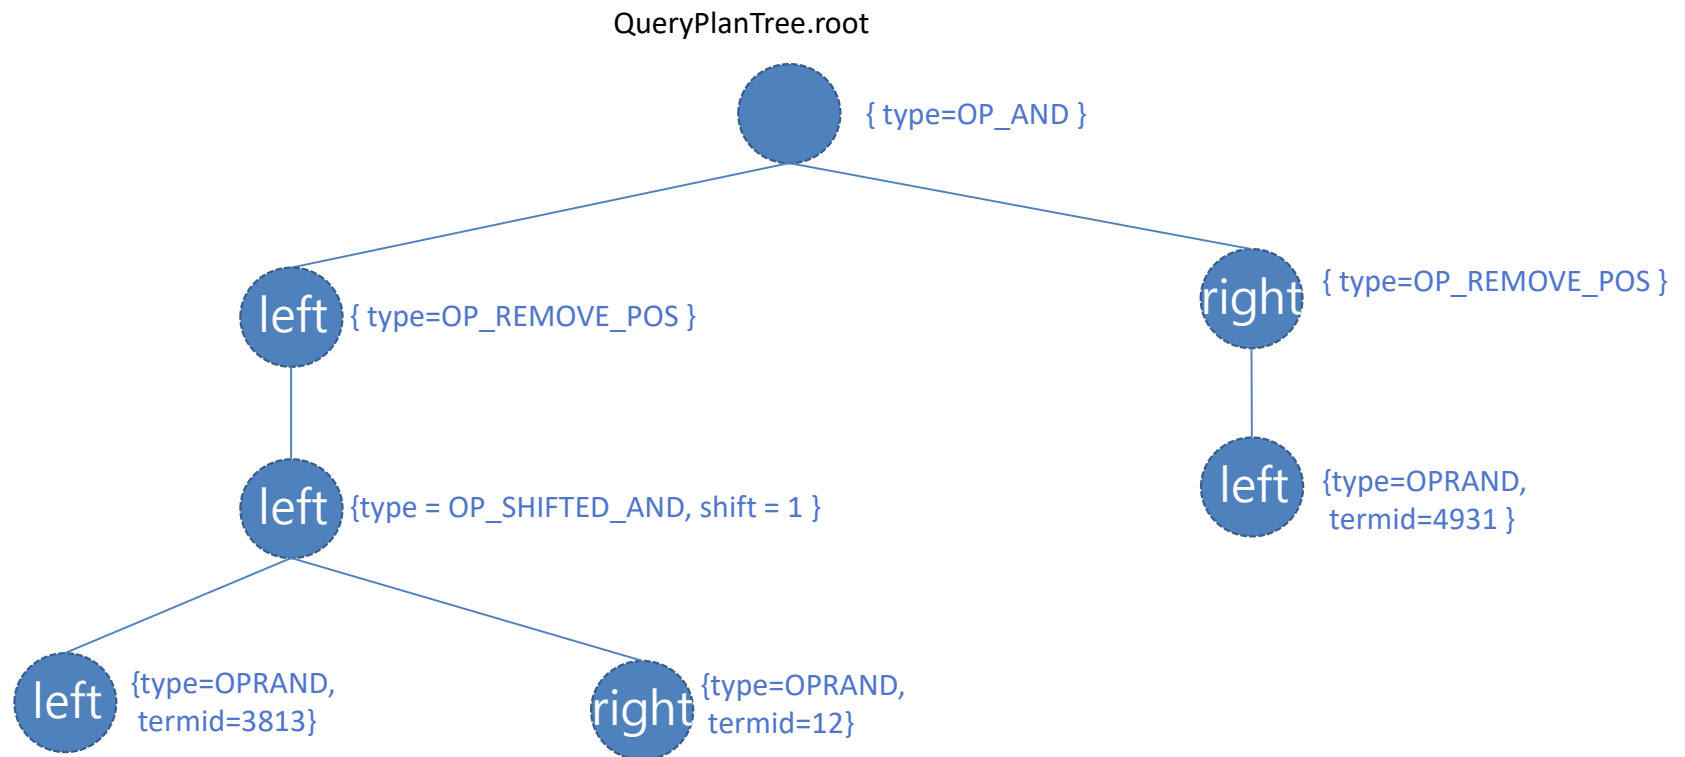 QueryPlanTree.root
{ type=OP_AND }
left
{ type=OP_REMOVE_POS }
right
{ type=OP_REMOVE_POS }
left
{type = OP_SHIFTED_AND, shift = 1 }
left
{type=OPRAND,
termid=4931 }
left
{type=OPRAND,
termid=3813}
right
{type=OPRAND,
termid=12}